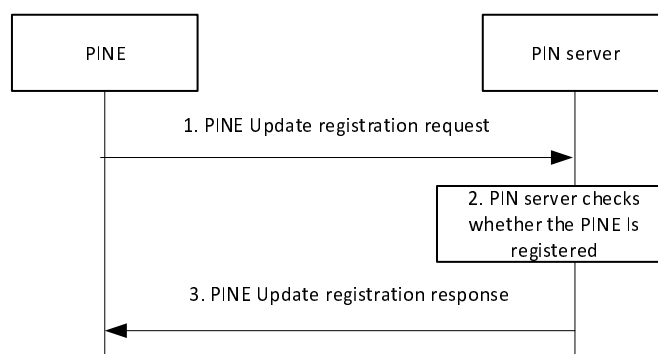 PINE
PIN server
1. PINE Update registration request
2. PIN server checks
whether the PINE Is
registered
3. PINE Update registration response